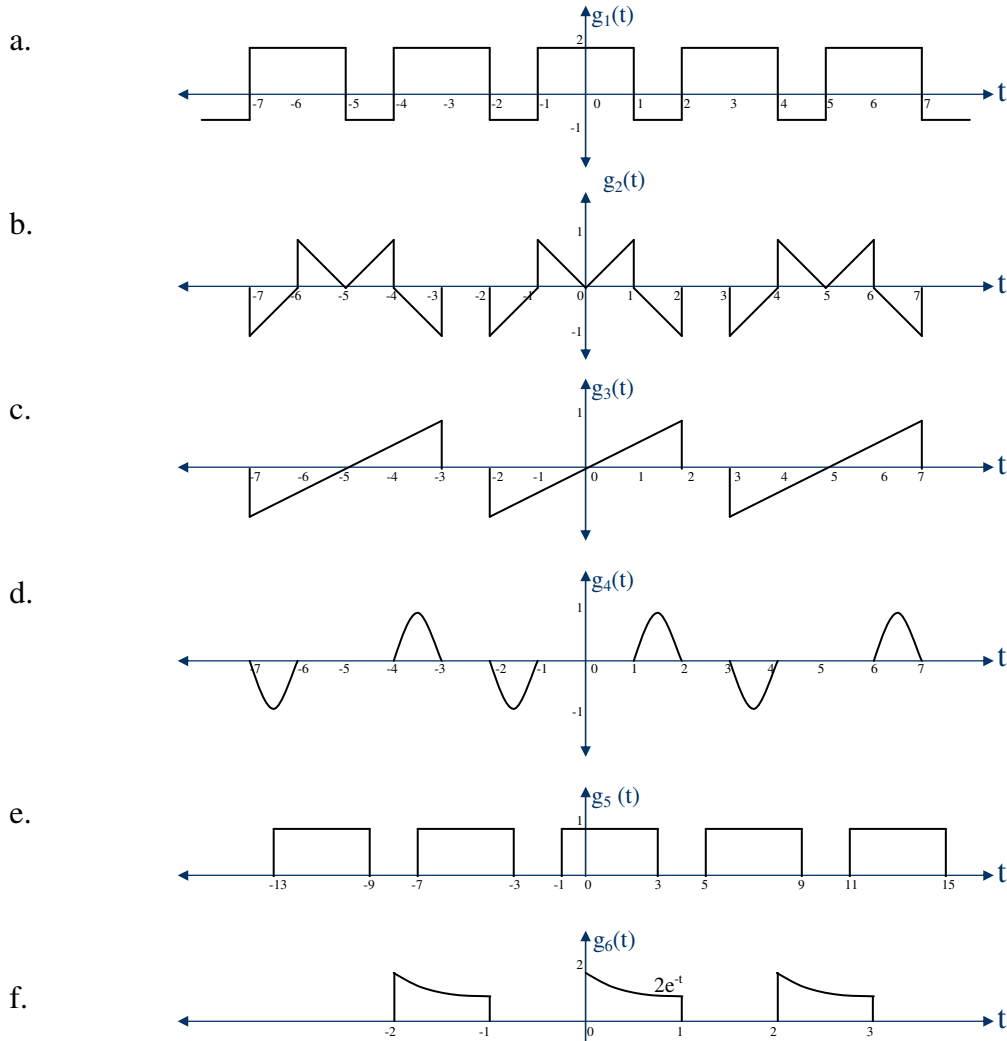 a.
g₁(t)
2
-7 -6 -5 -4 -3 -2 -1 0 1 2 3 4 5 6 7 t
-1
b.
g₂(t)
1
-7 -6 -5 -4 -3 -2 -1 0 1 2 3 4 5 6 7 t
-1
c.
g₃(t)
1
-7 -6 -5 -4 -3 -2 -1 0 1 2 3 4 5 6 7 t
d.
g₄(t)
1
-7 -6 -5 -4 -3 -2 -1 0 1 2 3 4 5 6 7 t
-1
e.
g₅ (t)
1
-13 -9 -7 -3 -1 0 3 5 9 11 15 t
f.
g₆(t)
2
2e⁻ᵗ
-2 -1 0 1 2 3 t